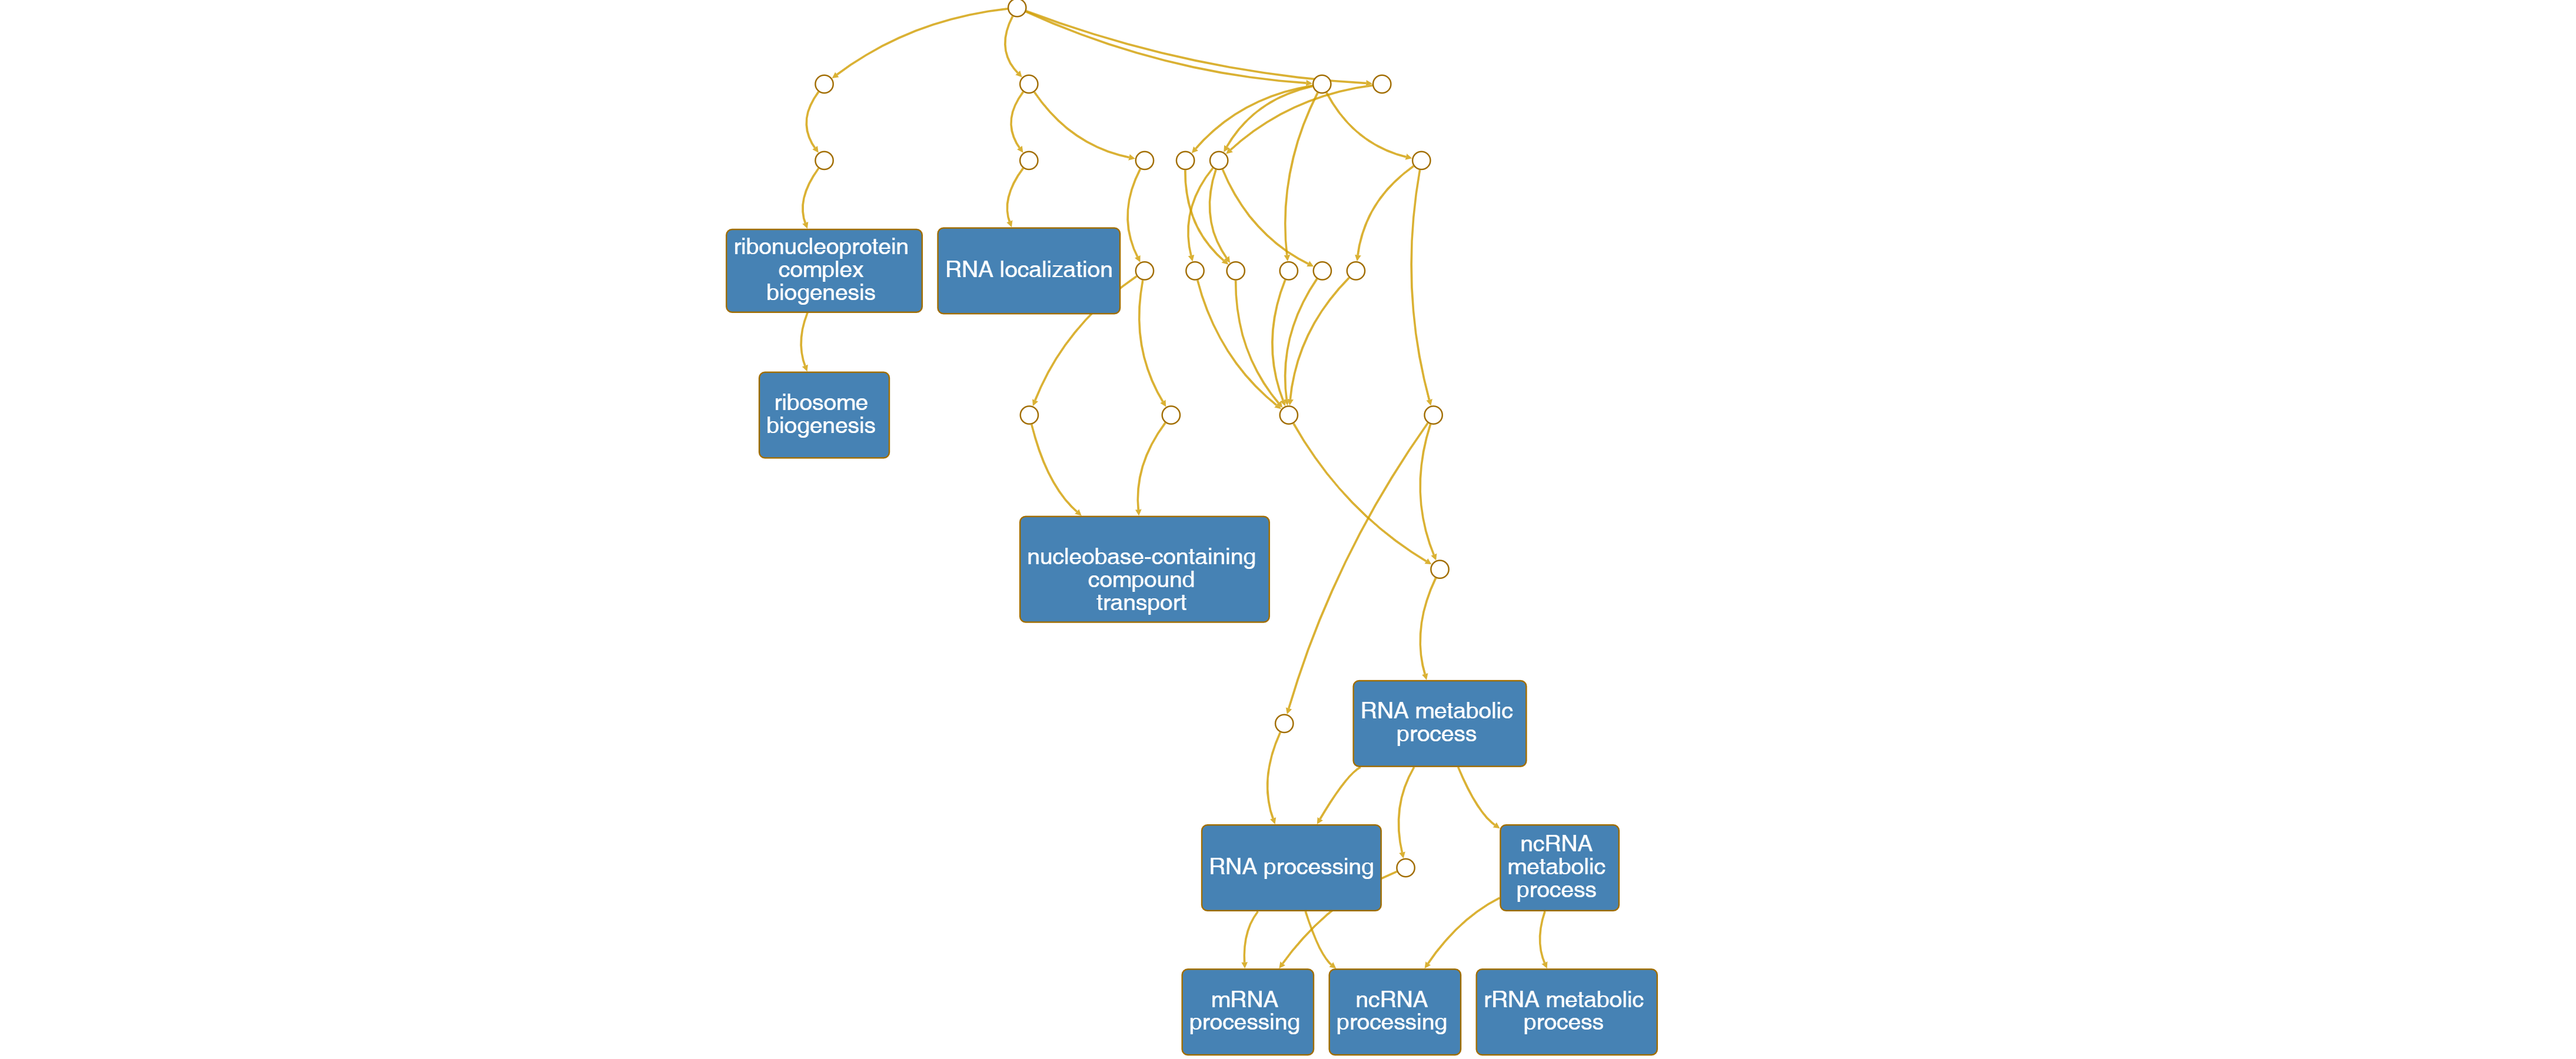 ribonucleoprotein
complex
biogenesis
RNA localization
ribosome
biogenesis
nucleobase-containing
compound
transport
RNA metabolic
process
RNA processing
ncRNA
metabolic
process
mRNA
processing
ncRNA
processing
rRNA metabolic
process